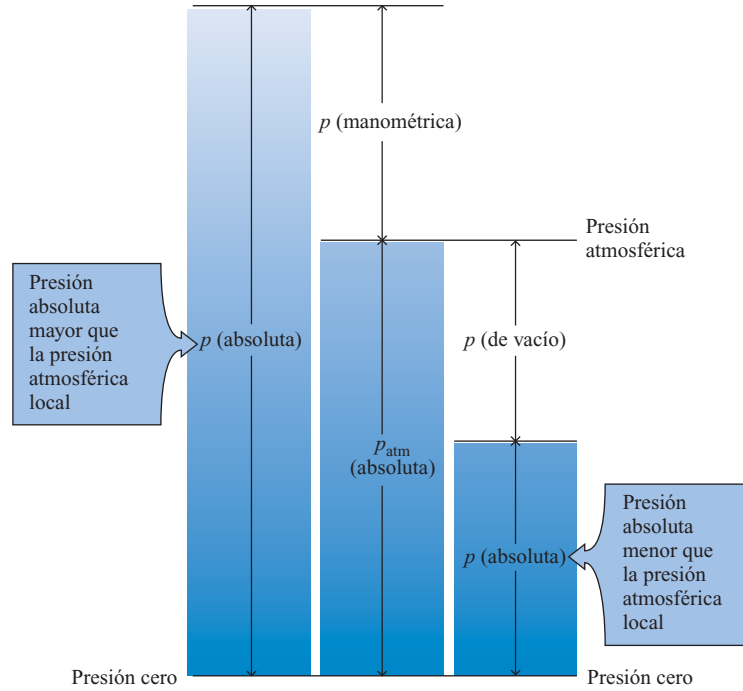 p (manométrica)
Presión
atmosférica
Presión
absoluta
mayor que
la presión
atmosférica
local
p (absoluta)
p (de vacío)
p_atm
(absoluta)
Presión
absoluta
menor que
la presión
atmosférica
local
p (absoluta)
Presión cero
Presión cero